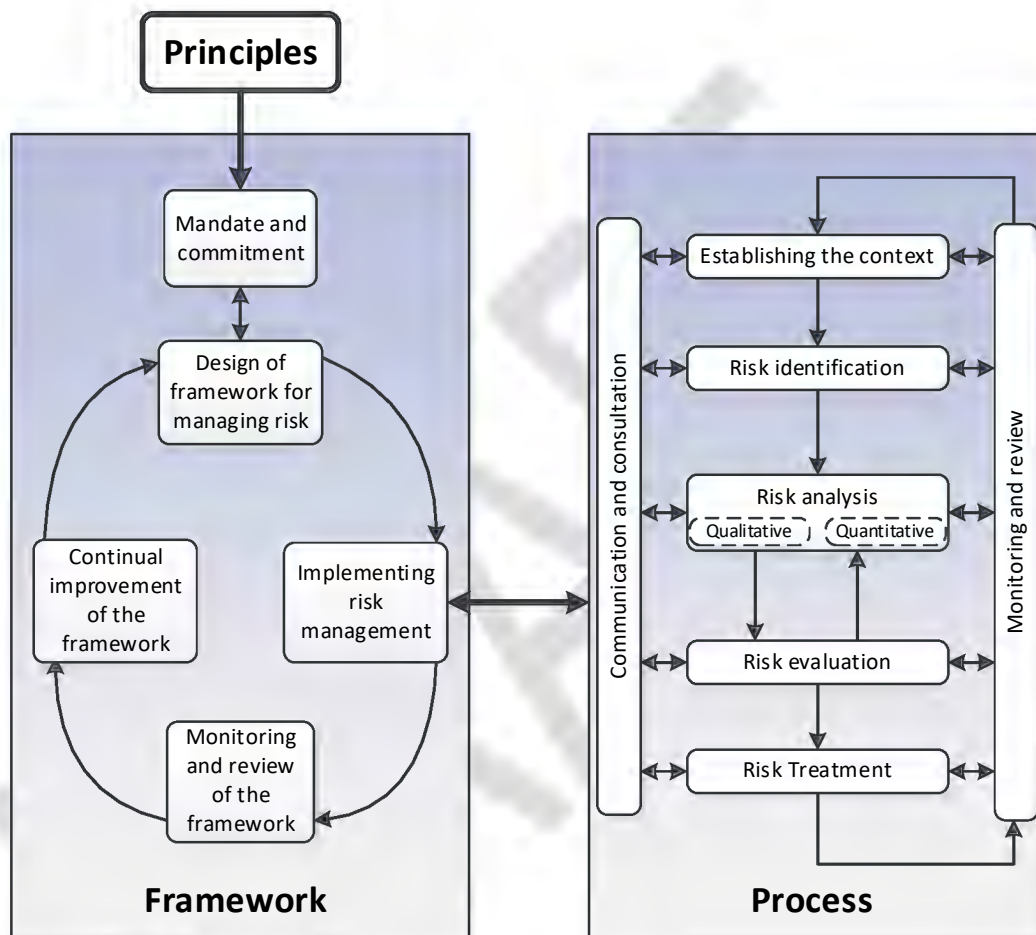 Principles
Mandate and
commitment
Design of
framework for
managing risk
Continual
improvement
of the
framework
Implementing
risk
management
Monitoring
and review
of the
framework
Framework
Communication and consultation
Establishing the context
Risk identification
Risk analysis
Qualitative
Quantitative
Risk evaluation
Risk Treatment
Monitoring and review
Process